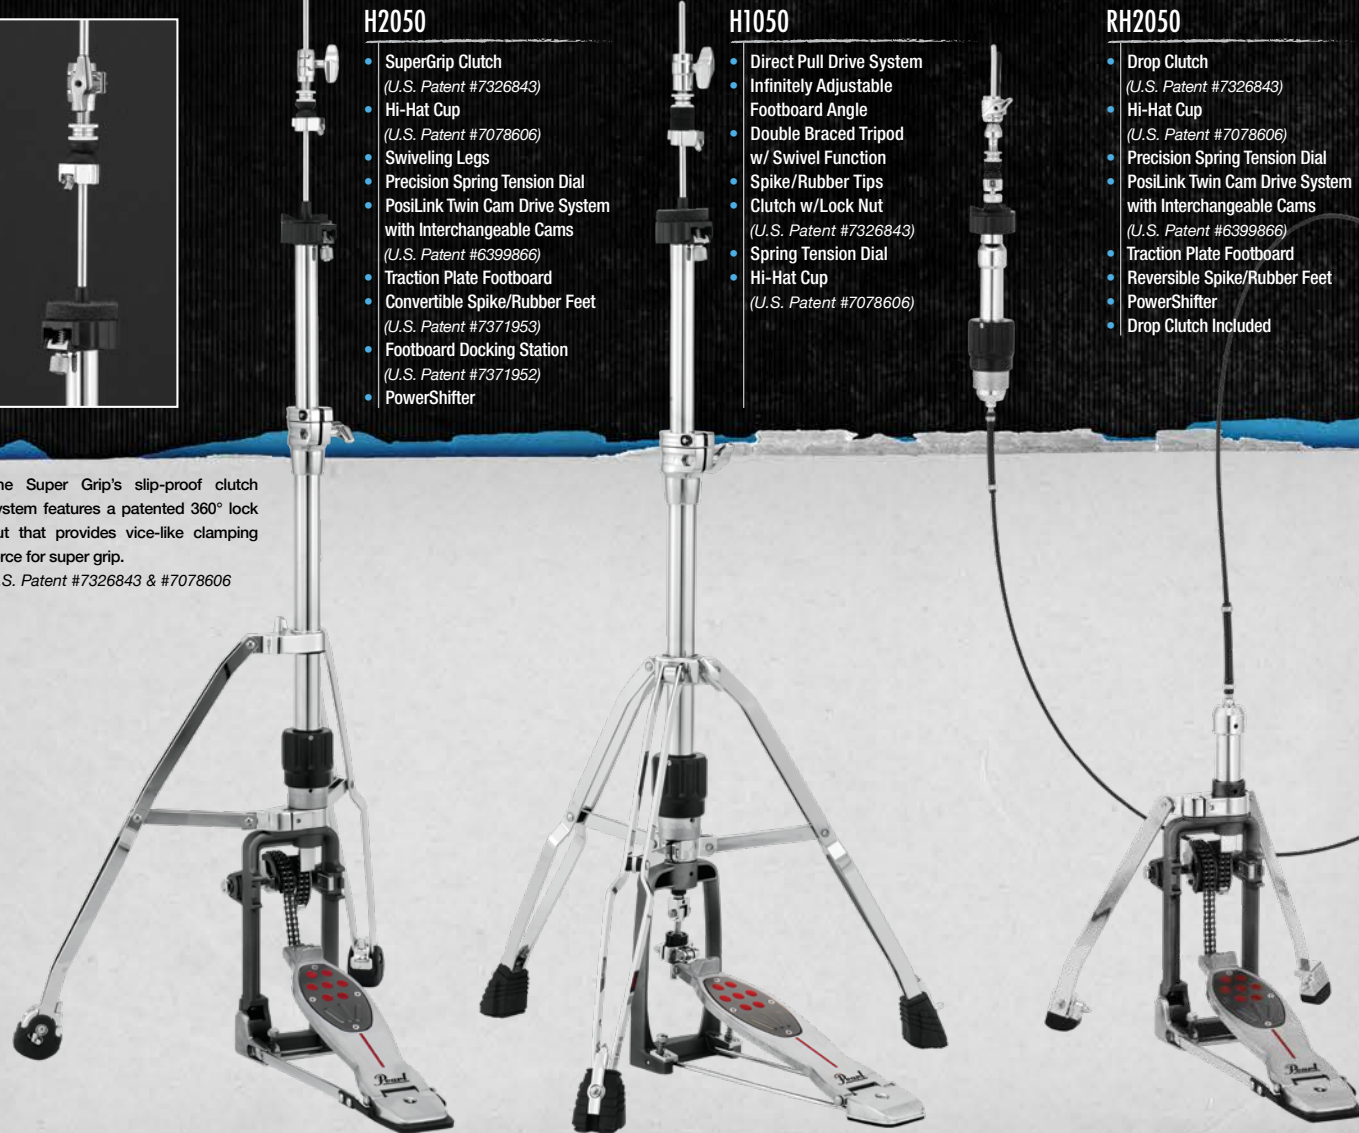 H2050
• SuperGrip Clutch
(U.S. Patent #7326843)
• Hi-Hat Cup
(U.S. Patent #7078606)
• Swiveling Legs
• Precision Spring Tension Dial
• PosiLink Twin Cam Drive System
with Interchangeable Cams
(U.S. Patent #6399866)
• Traction Plate Footboard
• Convertible Spike/Rubber Feet
(U.S. Patent #7371953)
• Footboard Docking Station
(U.S. Patent #7371952)
• PowerShifter
H1050
• Direct Pull Drive System
• Infinitely Adjustable
Footboard Angle
• Double Braced Tripod
w/ Swivel Function
• Spike/Rubber Tips
• Clutch w/Lock Nut
(U.S. Patent #7326843)
• Spring Tension Dial
• Hi-Hat Cup
(U.S. Patent #7078606)
RH2050
• Drop Clutch
(U.S. Patent #7326843)
• Hi-Hat Cup
(U.S. Patent #7078606)
• Precision Spring Tension Dial
• PosiLink Twin Cam Drive System
with Interchangeable Cams
(U.S. Patent #6399866)
• Traction Plate Footboard
• Reversible Spike/Rubber Feet
• PowerShifter
• Drop Clutch Included
Super Grip's slip-proof clutch
features a patented 360° lock
that provides vice-like clamping
for super grip.
S. Patent #7326843 & #7078606
Pearl
Pearl
Pearl